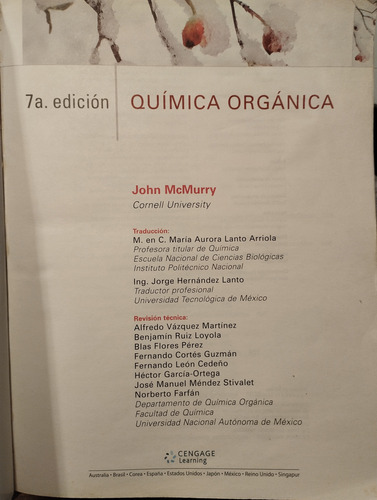 7a. edición
QUÍMICA ORGÁNICA
John McMurry
Cornell University
Traducción:
M. en C. María Aurora Lanto Arriola
Profesora titular de Química
Escuela Nacional de Ciencias Biológicas
Instituto Politécnico Nacional
Ing. Jorge Hernández Lanto
Traductor profesional
Universidad Tecnológica de México
Revisión técnica:
Alfredo Vázquez Martínez
Benjamín Ruiz Loyola
Blas Flores Pérez
Fernando Cortés Guzmán
Fernando León Cedeño
Héctor García-Ortega
José Manuel Méndez Stivalet
Norberto Farfán
Departamento de Química Orgánica
Facultad de Química
Universidad Nacional Autónoma de México
CENGAGE
Learning
Australia • Brasil • Corea • España • Estados Unidos • Japón • México • Reino Unido • Singapur